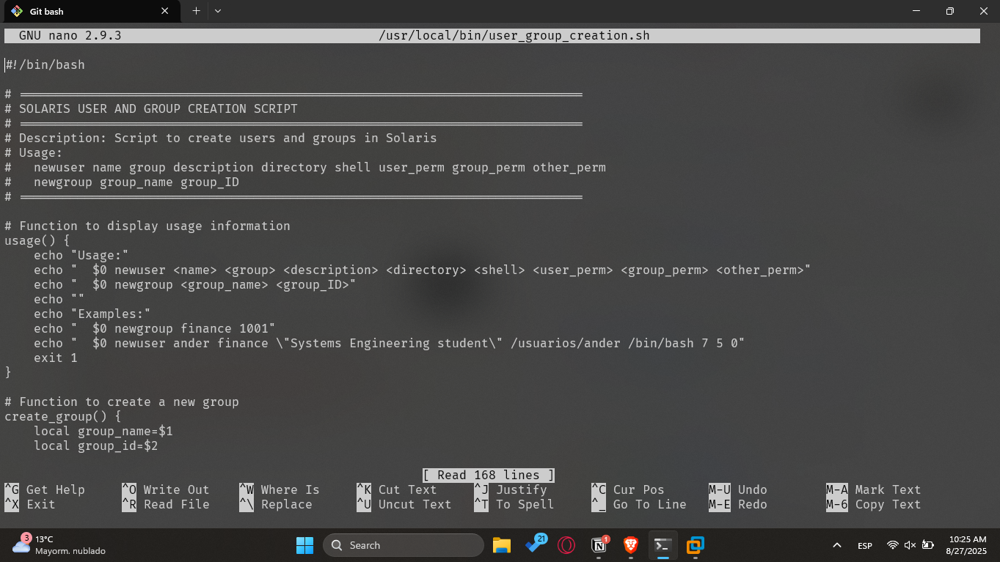 Git bash
GNU nano 2.9.3 /usr/local/bin/user_group_creation.sh
#!/bin/bash
# ============================================================================
# SOLARIS USER AND GROUP CREATION SCRIPT
# ============================================================================
# Description: Script to create users and groups in Solaris
# Usage:
#   newuser name group description directory shell user_perm group_perm other_perm
#   newgroup group_name group_ID
# ============================================================================
# Function to display usage information
usage() {
    echo "Usage:"
    echo "  $0 newuser <name> <group> <description> <directory> <shell> <user_perm> <group_perm> <other_perm>"
    echo "  $0 newgroup <group_name> <group_ID>"
    echo ""
    echo "Examples:"
    echo "  $0 newgroup finance 1001"
    echo "  $0 newuser ander finance \"Systems Engineering student\" /usuarios/ander /bin/bash 7 5 0"
    exit 1
}
# Function to create a new group
create_group() {
    local group_name=$1
    local group_id=$2
[ Read 168 lines ]
^G Get Help ^O Write Out ^W Where Is ^K Cut Text ^J Justify ^C Cur Pos M-U Undo M-A Mark Text
^X Exit ^R Read File ^\ Replace ^U Uncut Text ^T To Spell ^_ Go To Line M-E Redo M-6 Copy Text
3
13°C
Mayorm. nublado
Search
21
1
ESP
10:25 AM
8/27/2025